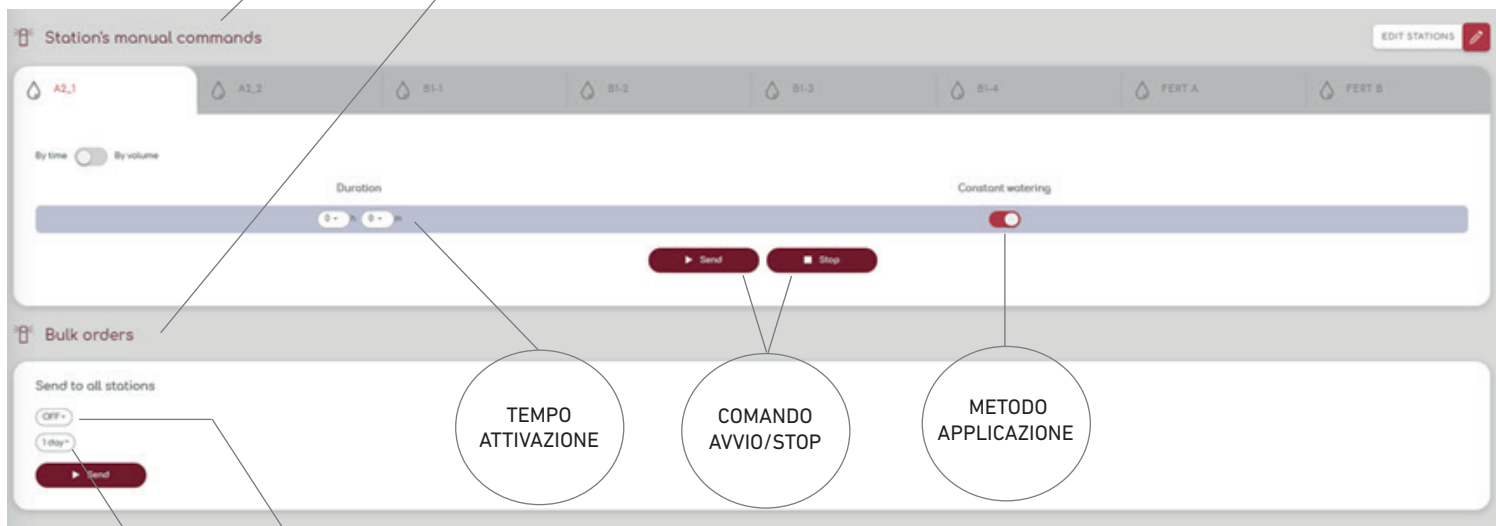 Station's manual commands
EDIT STATIONS
A2_1
A2_2
B1-1
B1-2
B1-3
B1-4
FERT A
FERT B
By time
By volume
Duration
Constant watering
0
h
0
m
Send
Stop
Bulk orders
Send to all stations
OFF
1 day
Send
TEMPO
ATTIVAZIONE
COMANDO
AVVIO/STOP
METODO
APPLICAZIONE